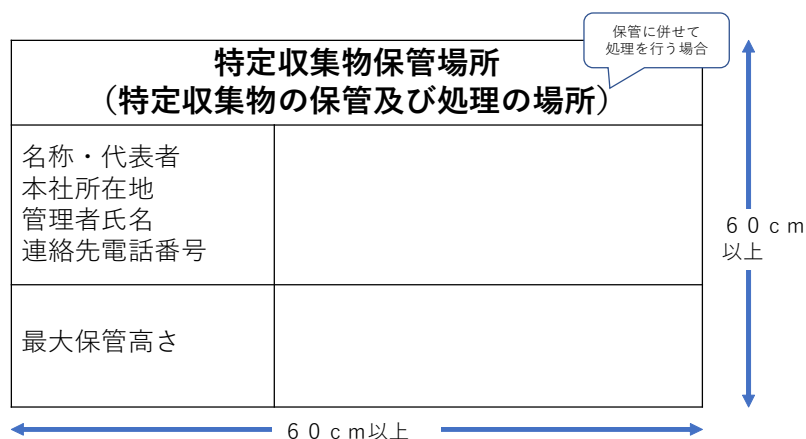 保管に併せて
処理を行う場合
特定収集物保管場所
（特定収集物の保管及び処理の場所）
名称・代表者
本社所在地
管理者氏名
連絡先電話番号
６０ｃｍ
以上
最大保管高さ
６０ｃｍ以上